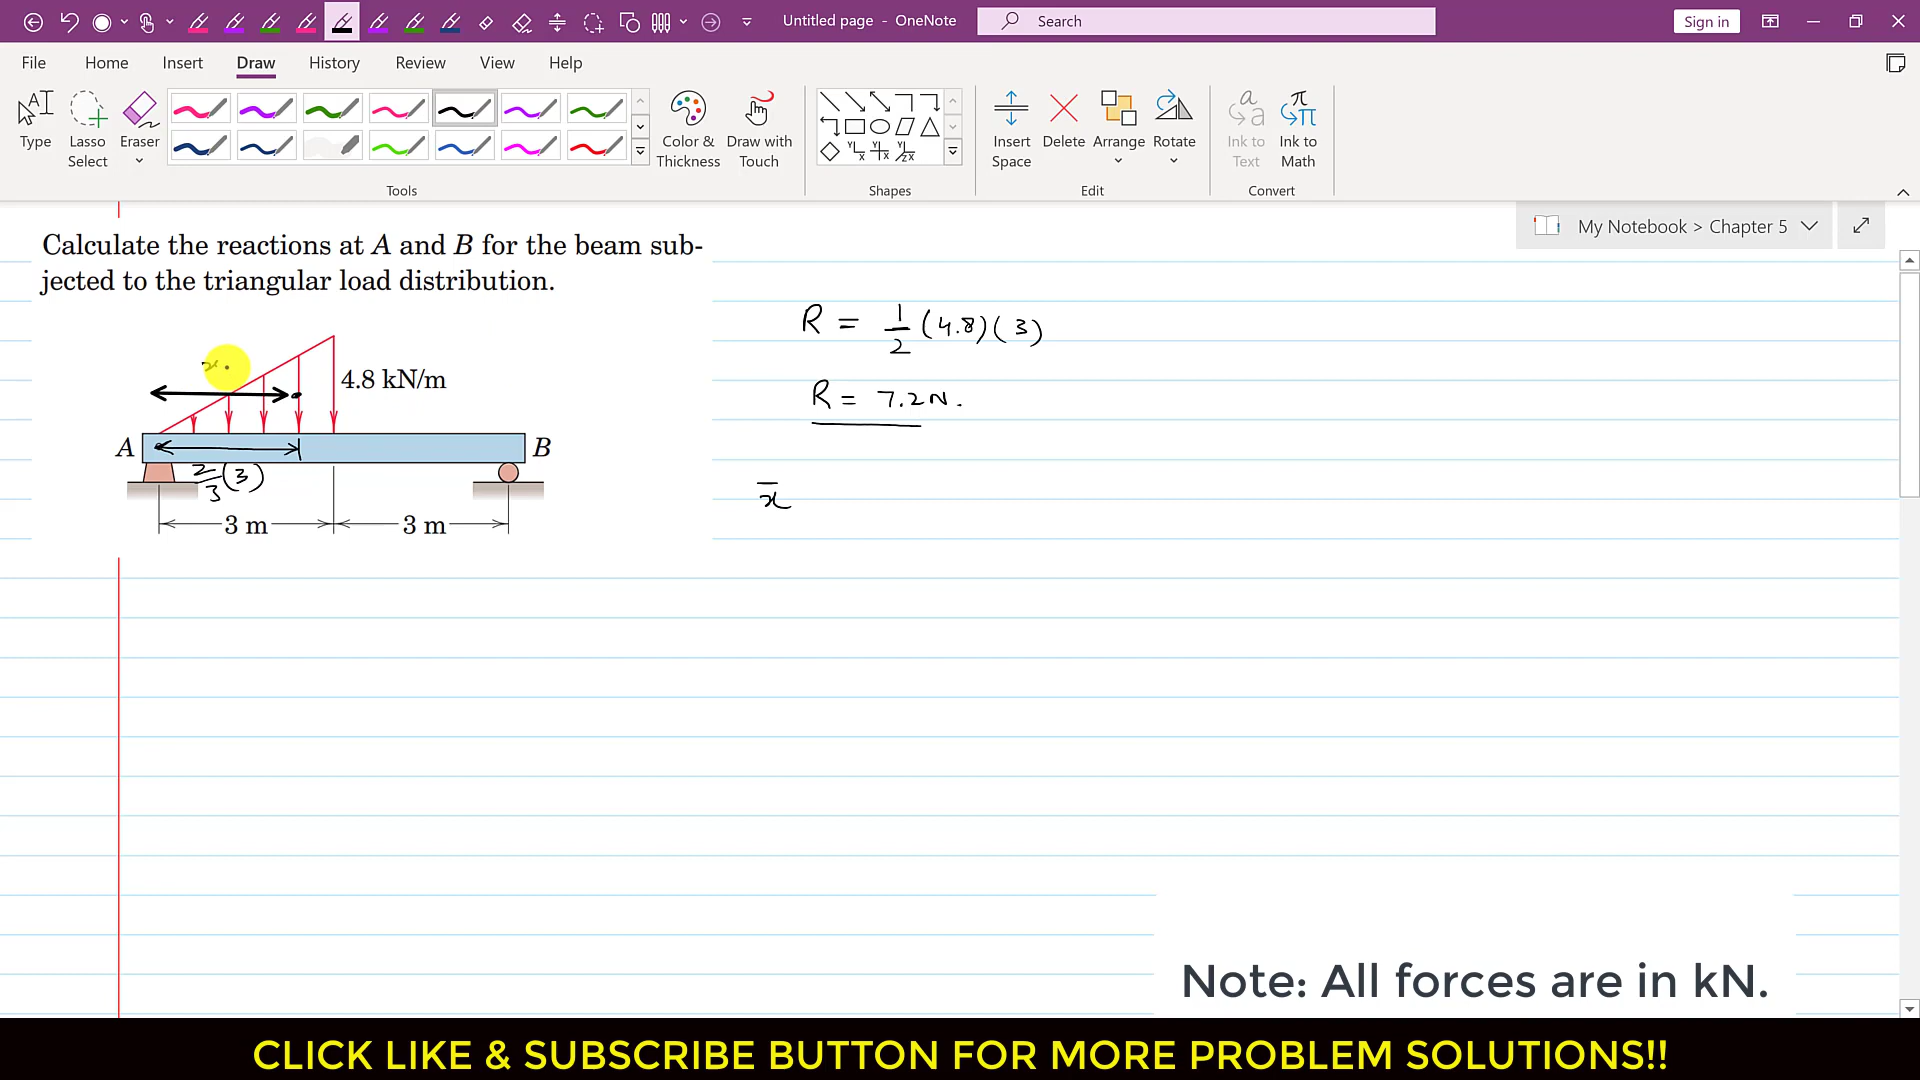 Untitled page - OneNote
Search
Sign in
File Home Insert Draw History Review View Help
Type
Lasso Select
Eraser
Color & Thickness
Draw with Touch
Insert Space
Delete
Arrange
Rotate
Ink to Text
Ink to Math
Tools
Shapes
Edit
Convert
My Notebook > Chapter 5
Calculate the reactions at A and B for the beam sub-
jected to the triangular load distribution.
4.8 kN/m
A
B
2/3 (3)
3 m
3 m
R = 1/2 (4.8)(3)
R = 7.2N.
x̄
Note: All forces are in kN.
CLICK LIKE & SUBSCRIBE BUTTON FOR MORE PROBLEM SOLUTIONS!!